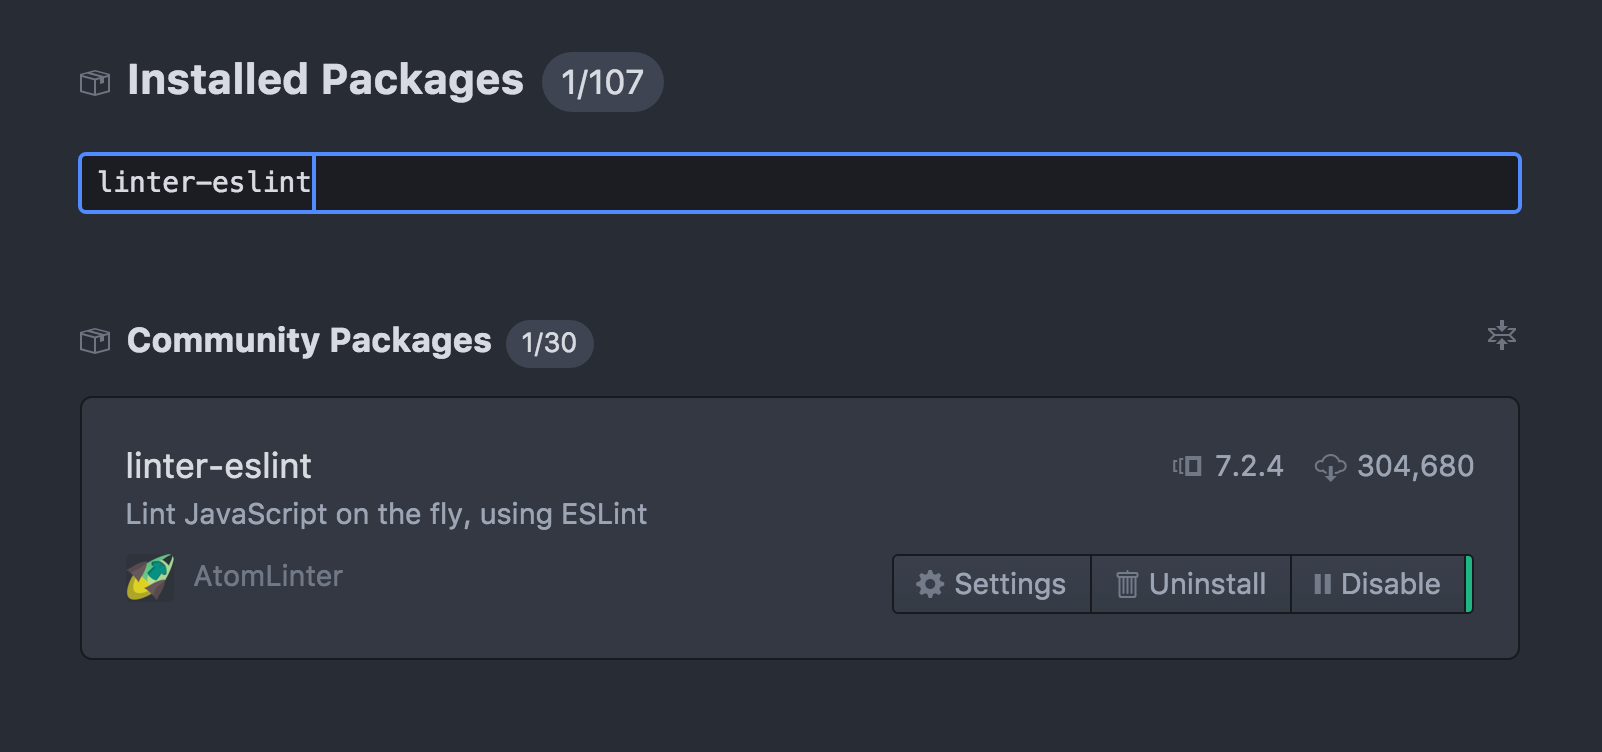 Installed Packages 1/107
linter-eslint
Community Packages 1/30
linter-eslint 7.2.4 304,680
Lint JavaScript on the fly, using ESLint
AtomLinter Settings Uninstall Disable